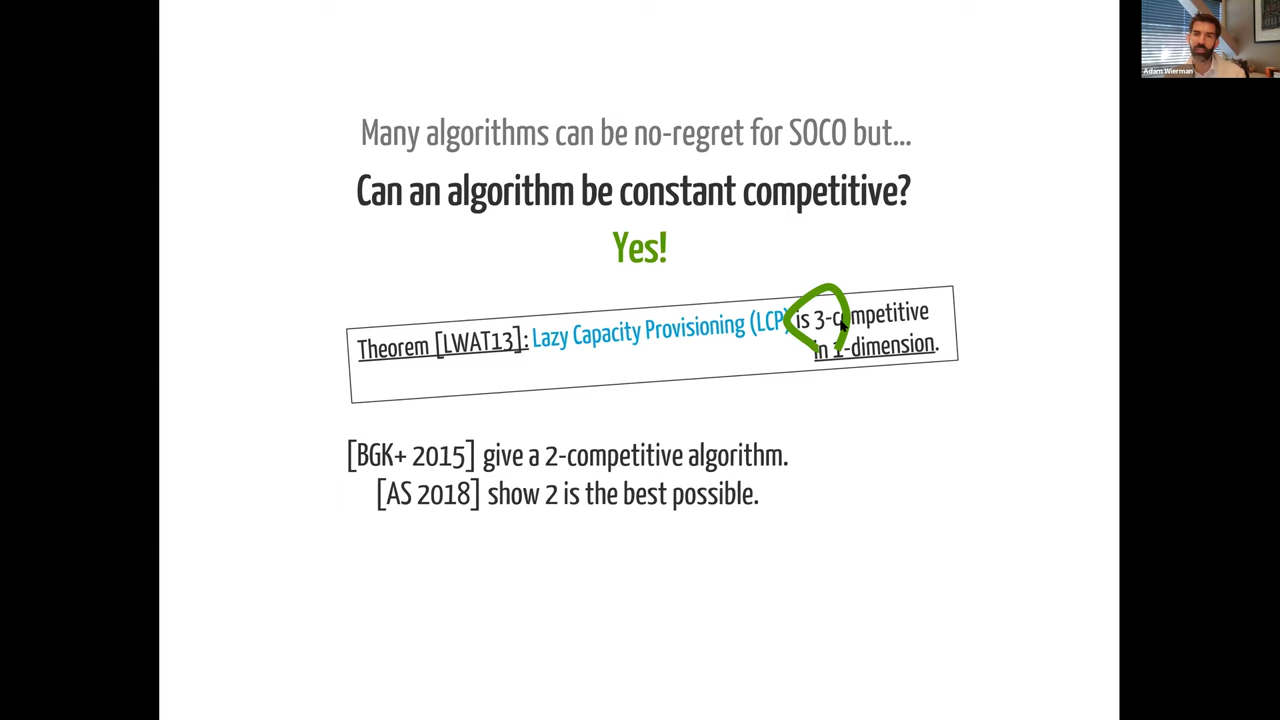 Many algorithms can be no-regret for SOCO but...
Can an algorithm be constant competitive?
Yes!
Theorem [LWAT13]: Lazy Capacity Provisioning (LCP) is 3-competitive
in 1-dimension.
[BGK+ 2015] give a 2-competitive algorithm.
[AS 2018] show 2 is the best possible.
Adam Wierman